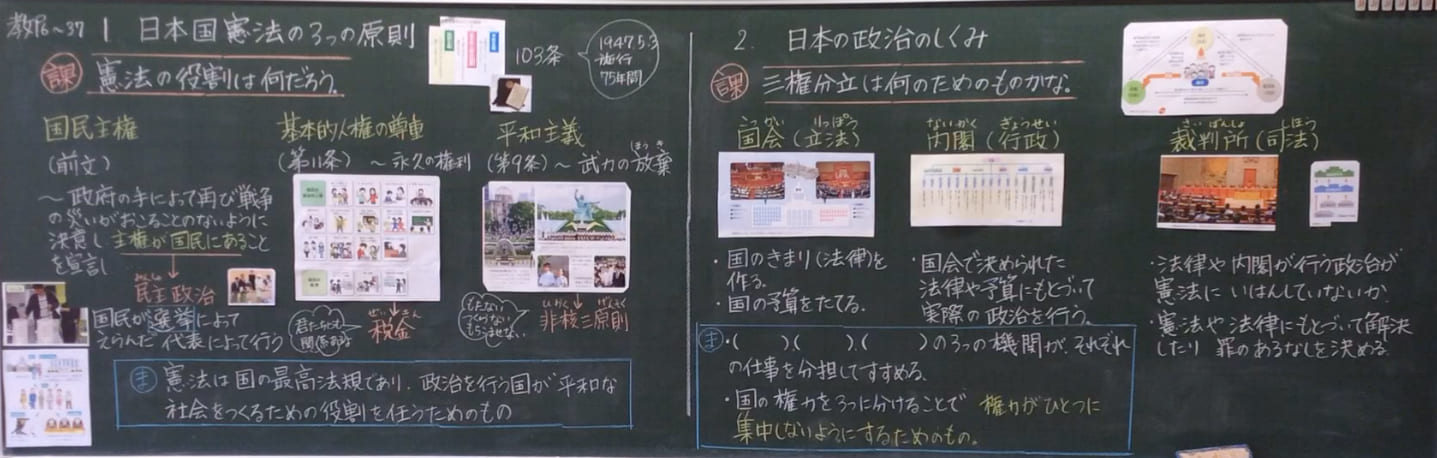 教P6~37
1 日本国憲法の3つの原則
103条
1947.5.3
施行
75年間
課 憲法の役割は何だろう。
国民主権
(前文)
~政府の手によって再び戦争
の災いがおこることのないように
決意し 主権が国民にあること
を宣言
みんしゅ
民主政治
国民が選挙によって
えらんだ代表によって行う
基本的人権の尊重
(第11条) ~永久の権利
ぜいきん
税金
君たちにも
関係する
平和主義
(第9条)~武力の放棄
ほうき
もたない
つくらない
もちこませない
ひかく げんそく
非核三原則
ま 憲法は国の最高法規であり、政治を行う国が平和な
社会をつくるための役割を任うためのもの
2. 日本の政治のしくみ
課 三権分立は何のためのものかな。
こっかい りっぽう
国会(立法)
・国のきまり(法律)を
作る。
・国の予算をたてる。
ないかく ぎょうせい
内閣(行政)
・国会で決められた
法律や予算にもとづいて
実際の政治を行う。
さいばんしょ しほう
裁判所(司法)
・法律や内閣が行う政治が
憲法にいはんしていないか。
・憲法や法律にもとづいて解決
したり 罪のあるなしを決める。
ま ・( )、( )、( )の3つの機関が、それぞれ
の仕事を分担してすすめる。
・国の権力を3つに分けることで 権力がひとつに
集中しないようにするためのもの。